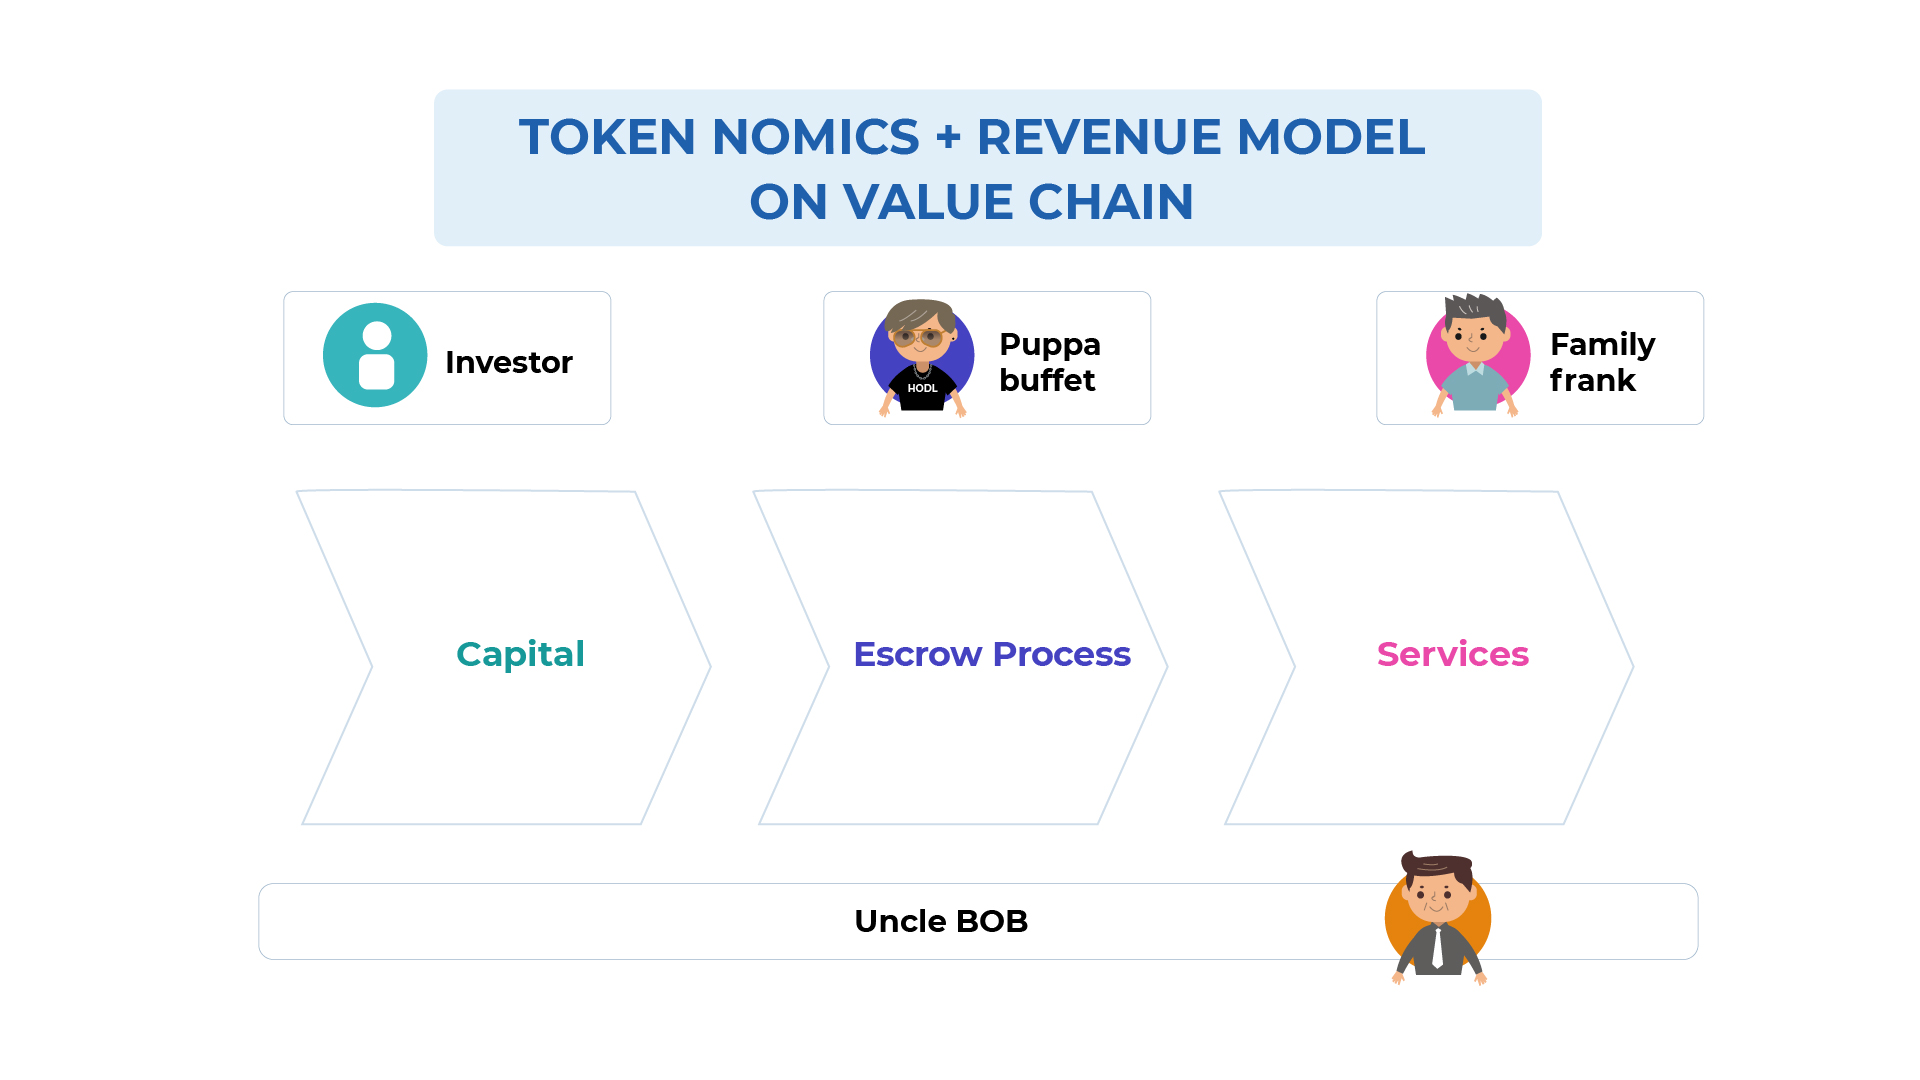 TOKEN NOMICS + REVENUE MODEL
ON VALUE CHAIN
Investor
HODL
Puppa
buffet
Family
frank
Capital
Escrow Process
Services
Uncle BOB